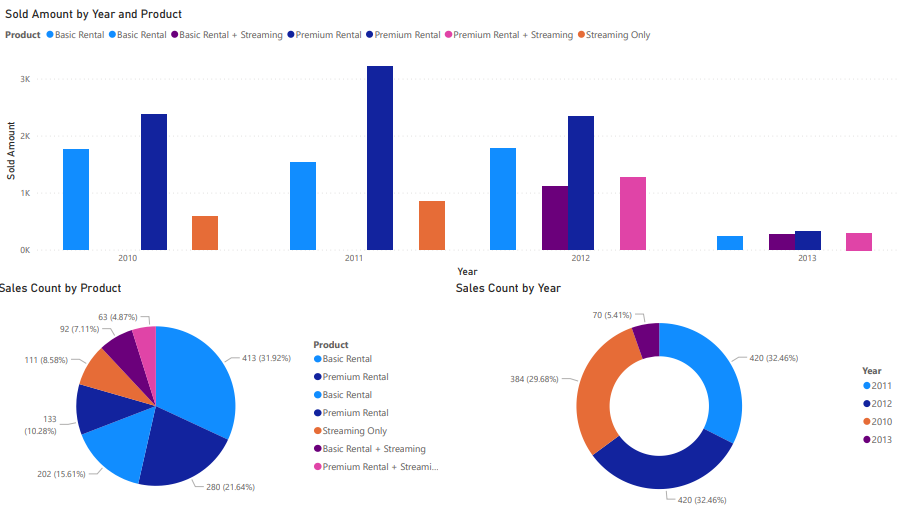 Sold Amount by Year and Product
Product Basic Rental Basic Rental Basic Rental + Streaming Premium Rental Premium Rental Premium Rental + Streaming Streaming Only
3K
2K
1K
0K
Sold Amount
2010 2011 2012 2013
Year
Sales Count by Product
63 (4.87%)
92 (7.11%)
111 (8.58%)
133
(10.28%)
202 (15.61%)
280 (21.64%)
413 (31.92%)
Product
Basic Rental
Premium Rental
Basic Rental
Premium Rental
Streaming Only
Basic Rental + Streaming
Premium Rental + Streami...
Sales Count by Year
70 (5.41%)
384 (29.68%)
420 (32.46%)
420 (32.46%)
Year
2011
2012
2010
2013